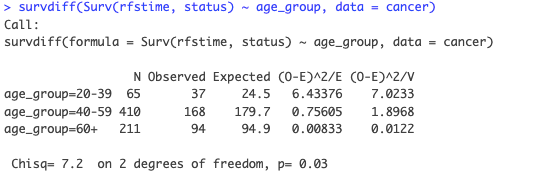 > survdiff(Surv(rfstime, status) ~ age_group, data = cancer)
Call:
survdiff(formula = Surv(rfstime, status) ~ age_group, data = cancer)
N Observed Expected (O-E)^2/E (O-E)^2/V
age_group=20-39 65 37 24.5 6.43376 7.0233
age_group=40-59 410 168 179.7 0.75605 1.8968
age_group=60+ 211 94 94.9 0.00833 0.0122
Chisq= 7.2 on 2 degrees of freedom, p= 0.03